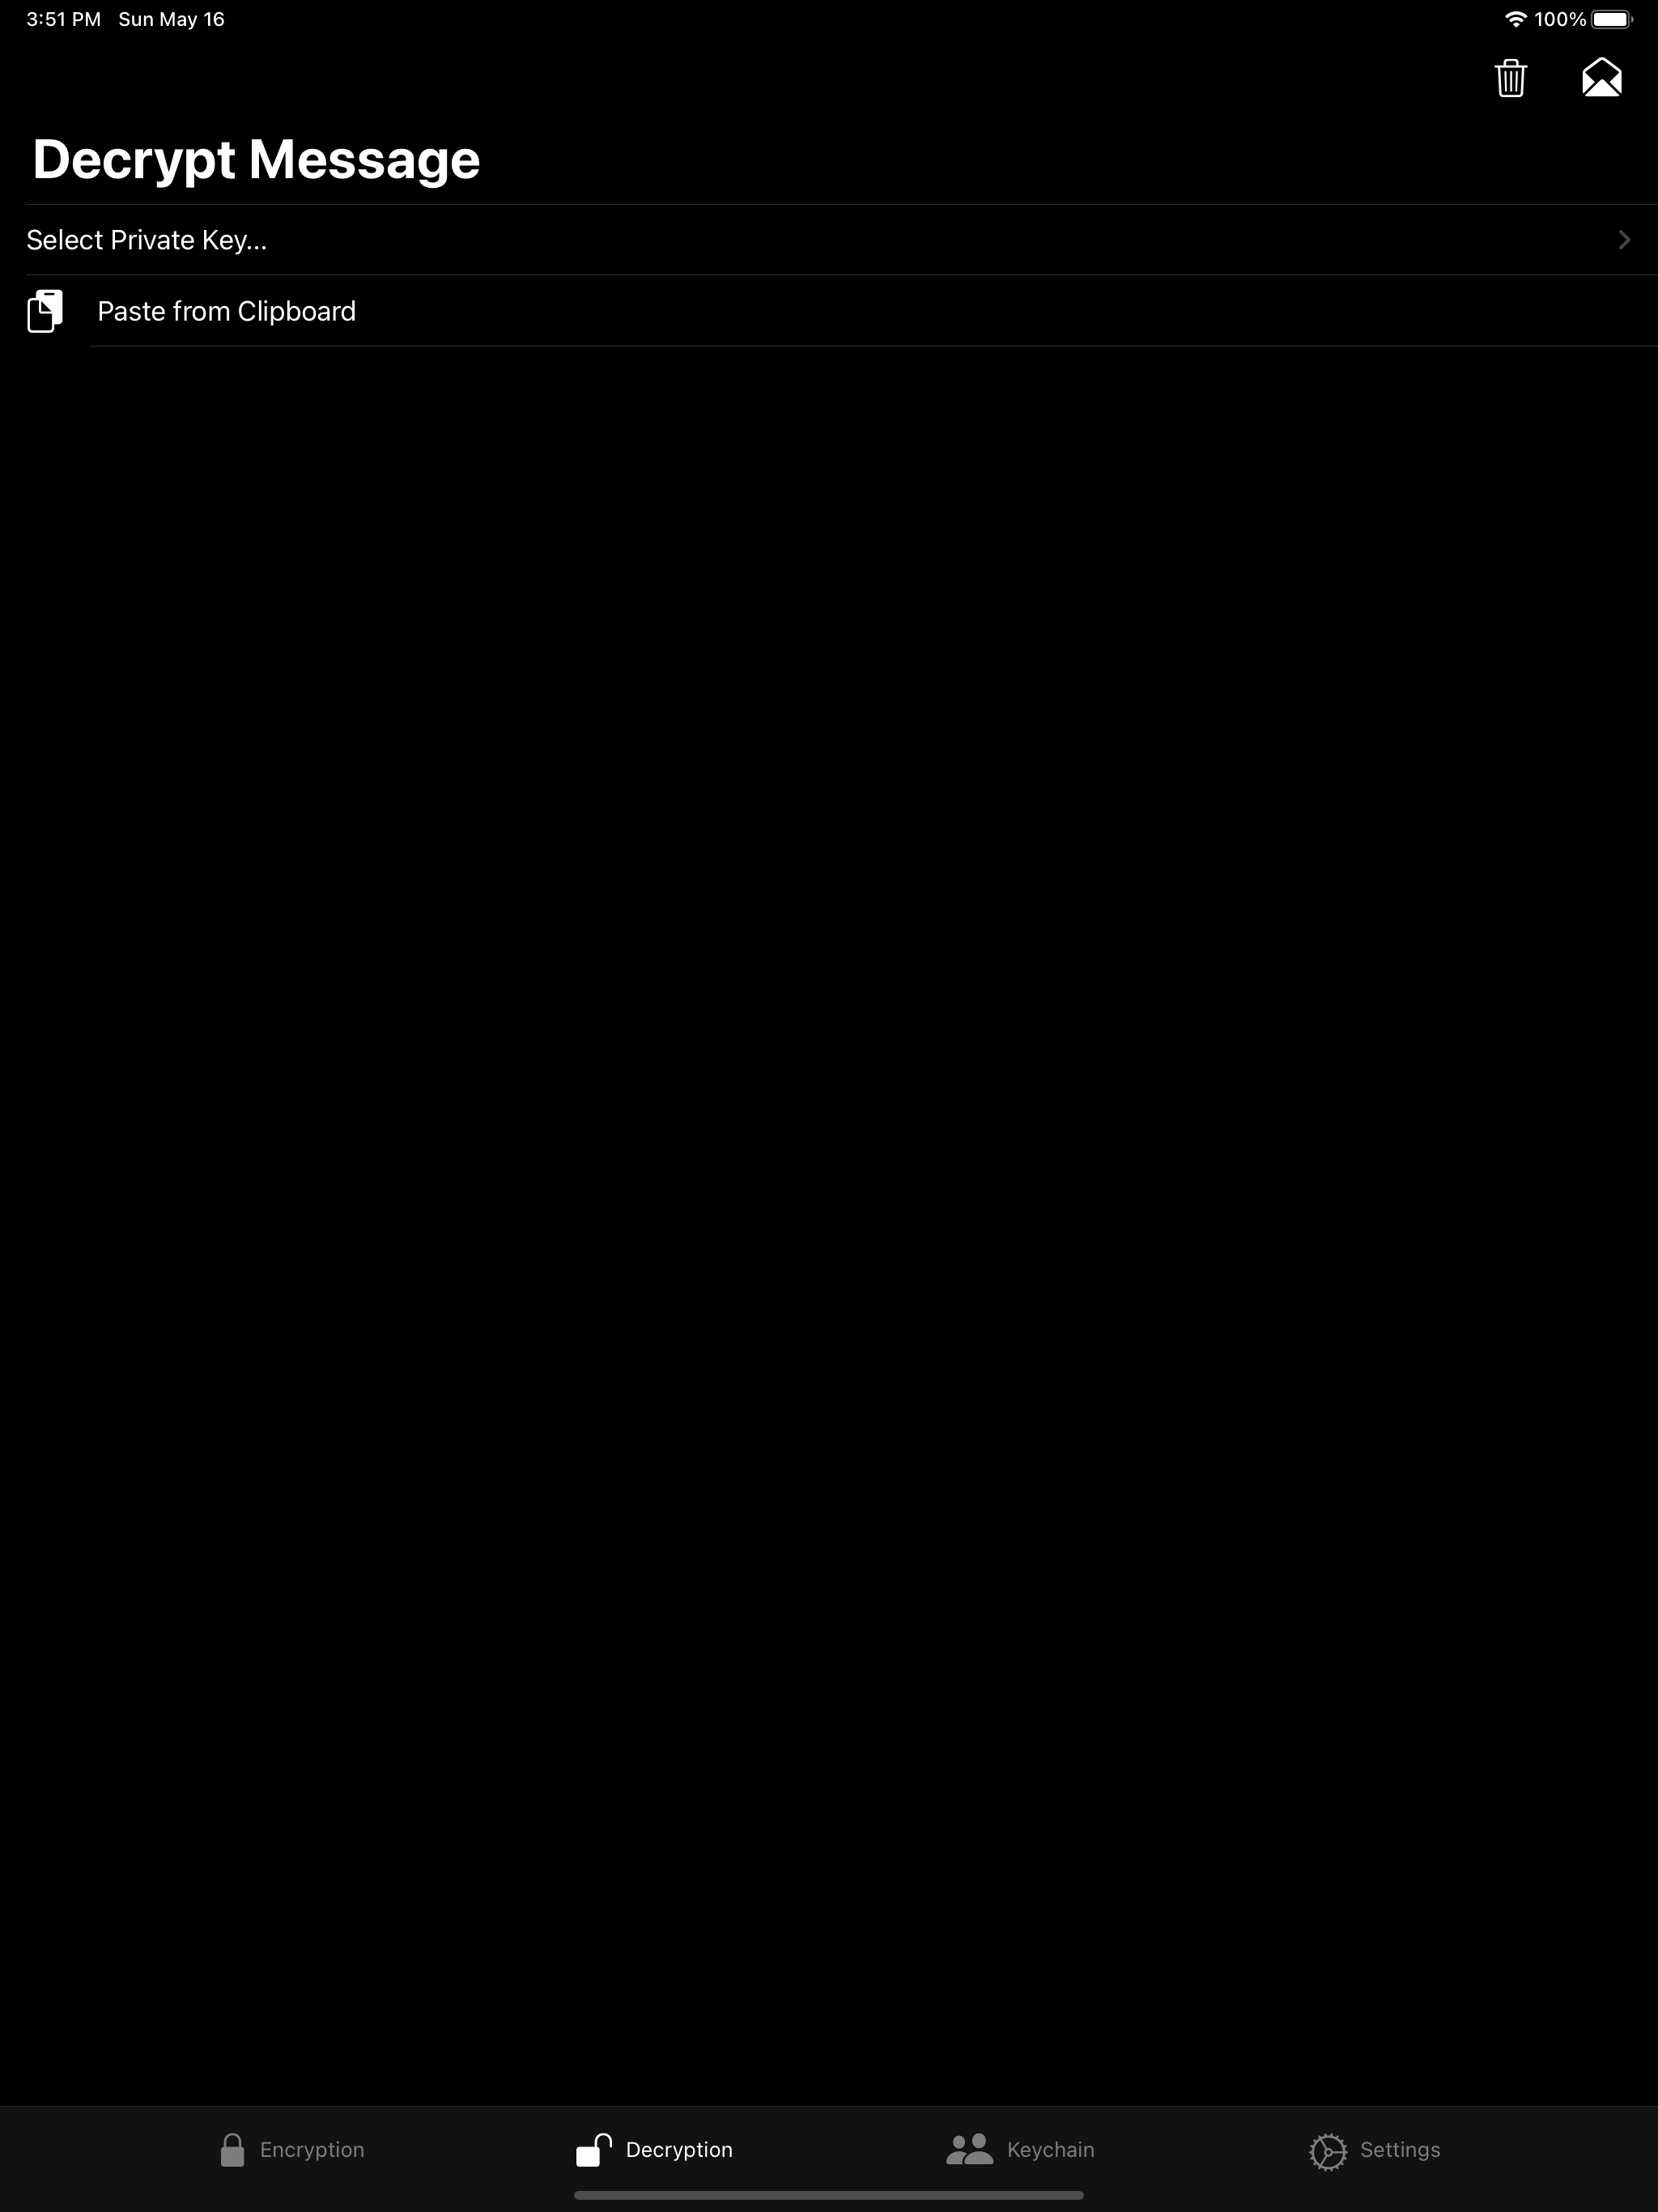 3:51 PM Sun May 16 100%
Decrypt Message
Select Private Key...
Paste from Clipboard
Encryption Decryption Keychain Settings